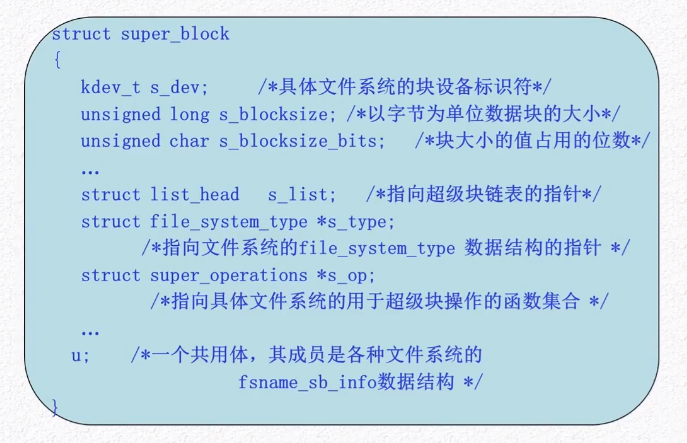 struct super_block
{
kdev_t s_dev; /*具体文件系统的块设备标识符*/
unsigned long s_blocksize; /*以字节为单位数据块的大小*/
unsigned char s_blocksize_bits; /*块大小的值占用的位数*/
...
struct list_head s_list; /*指向超级块链表的指针*/
struct file_system_type *s_type;
/*指向文件系统的file_system_type 数据结构的指针 */
struct super_operations *s_op;
/*指向具体文件系统的用于超级块操作的函数集合 */
...
u; /*一个共用体，其成员是各种文件系统的
fsname_sb_info数据结构 */
}